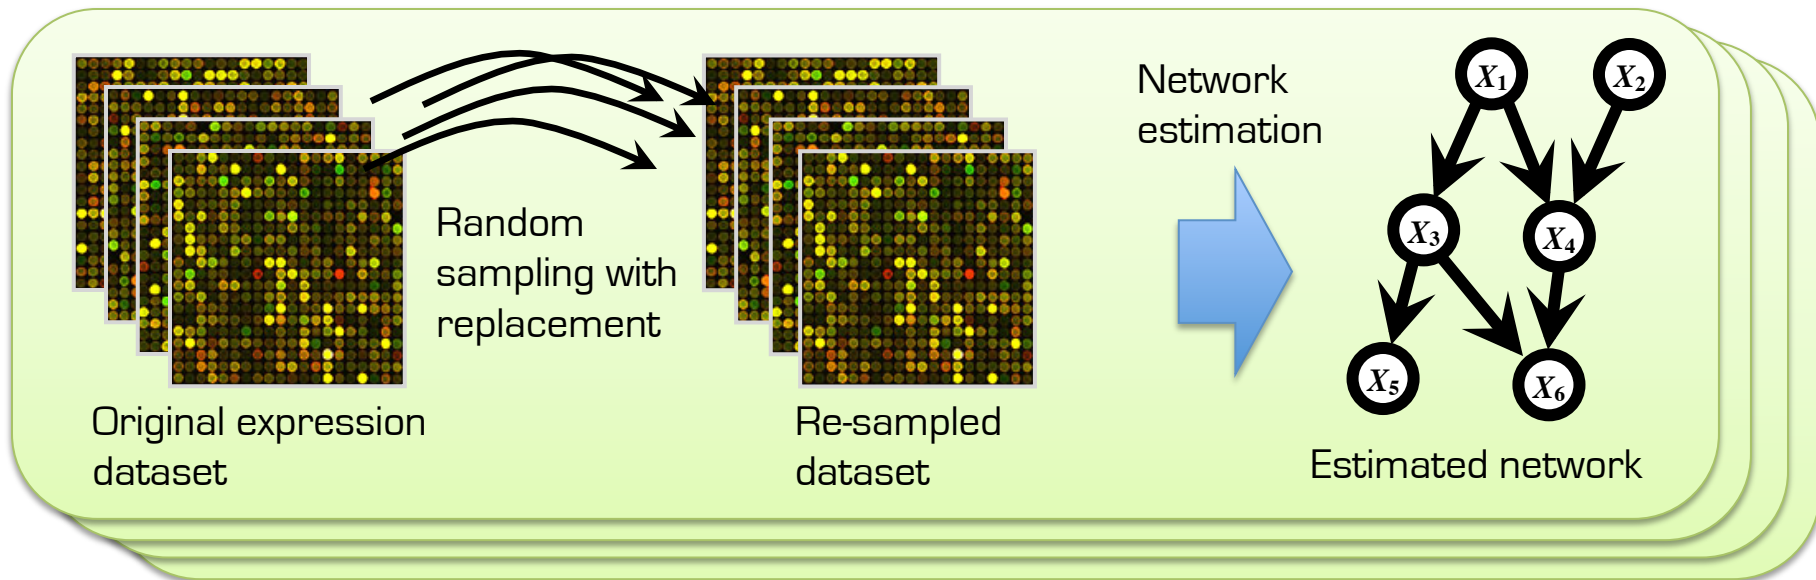 Original expression
dataset
Random
sampling with
replacement
Re-sampled
dataset
Network
estimation
X1
X2
X3
X4
X5
X6
Estimated network